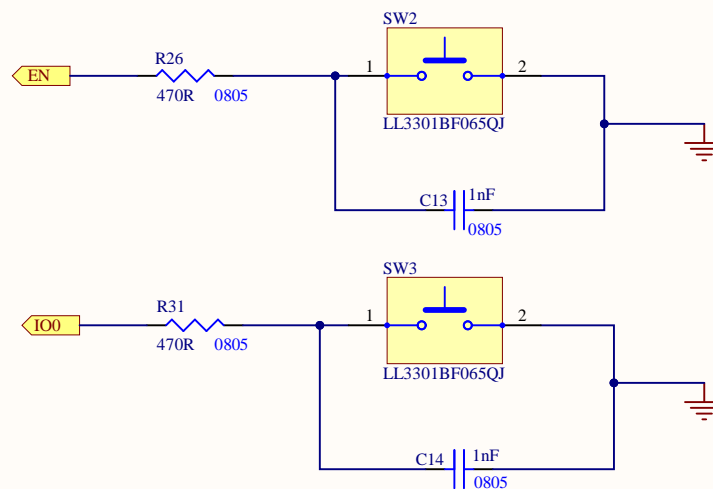 SW2
R26
EN
1
2
470R
0805
LL3301BF065QJ
C13
1nF
0805
SW3
R31
IO0
1
2
470R
0805
LL3301BF065QJ
C14
1nF
0805